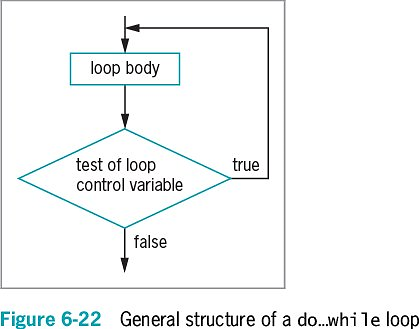 loop body
test of loop
control variable
true
false
Figure 6-22 General structure of a do…while loop